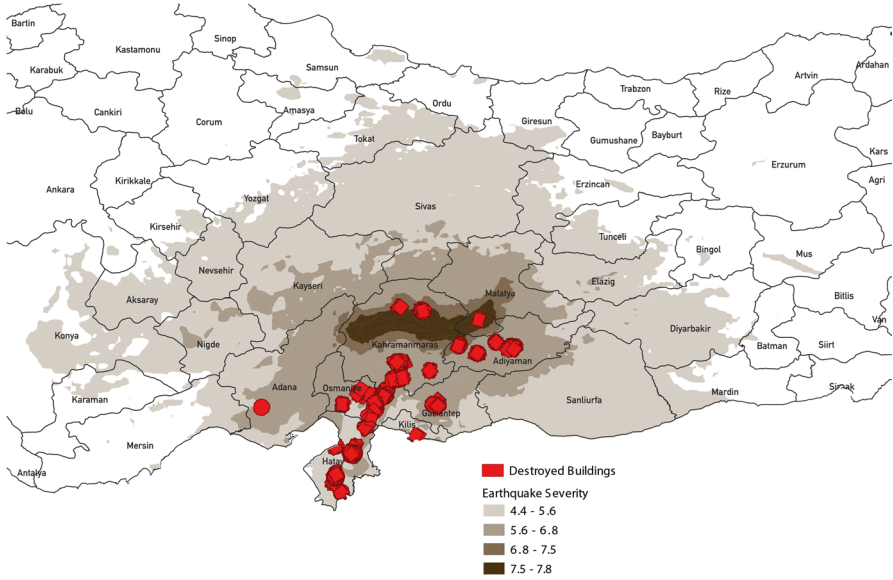 Bartin
Sinop
Kastamonu
Karabuk
Samsun
Artvin
Ardahan
Trabzon
Rize
Ordu
Bolu
Cankiri
Amasya
Corum
Giresun
Tokat
Gumushane
Bayburt
Kars
Erzurum
Kirikkale
Ankara
Erzincan
Agri
Yozgat
Sivas
Kirsehir
Tunceli
Bingol
Mus
Nevsehir
Kayseri
Elazig
Malatya
Aksaray
Bitlis
Konya
Van
Diyarbakir
Nigde
Kahramanmaras
Batman
Siirt
Adiyaman
Adana
Osmaniye
Sirnak
Mardin
Karaman
Sanliurfa
Gaziantep
Kilis
Mersin
Hatay
Antalya
Destroyed Buildings
Earthquake Severity
4.4 - 5.6
5.6 - 6.8
6.8 - 7.5
7.5 - 7.8